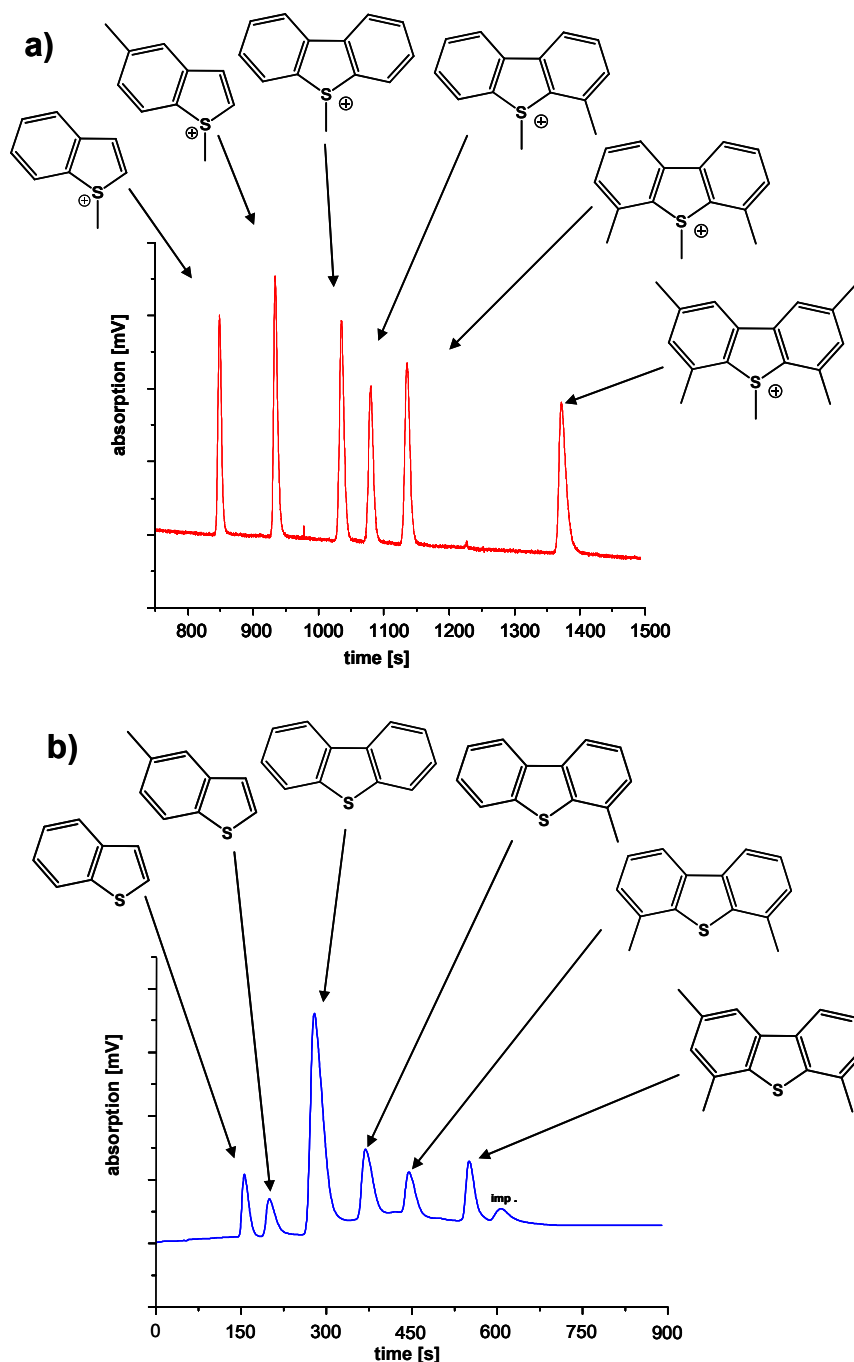 a)
S
⊕
S
⊕
S
⊕
S
⊕
S
⊕
S
⊕
absorption [mV]
800 900 1000 1100 1200 1300 1400 1500
time [s]
b)
S
S
S
S
S
S
absorption [mV]
imp .
0 150 300 450 600 750 900
time [s]